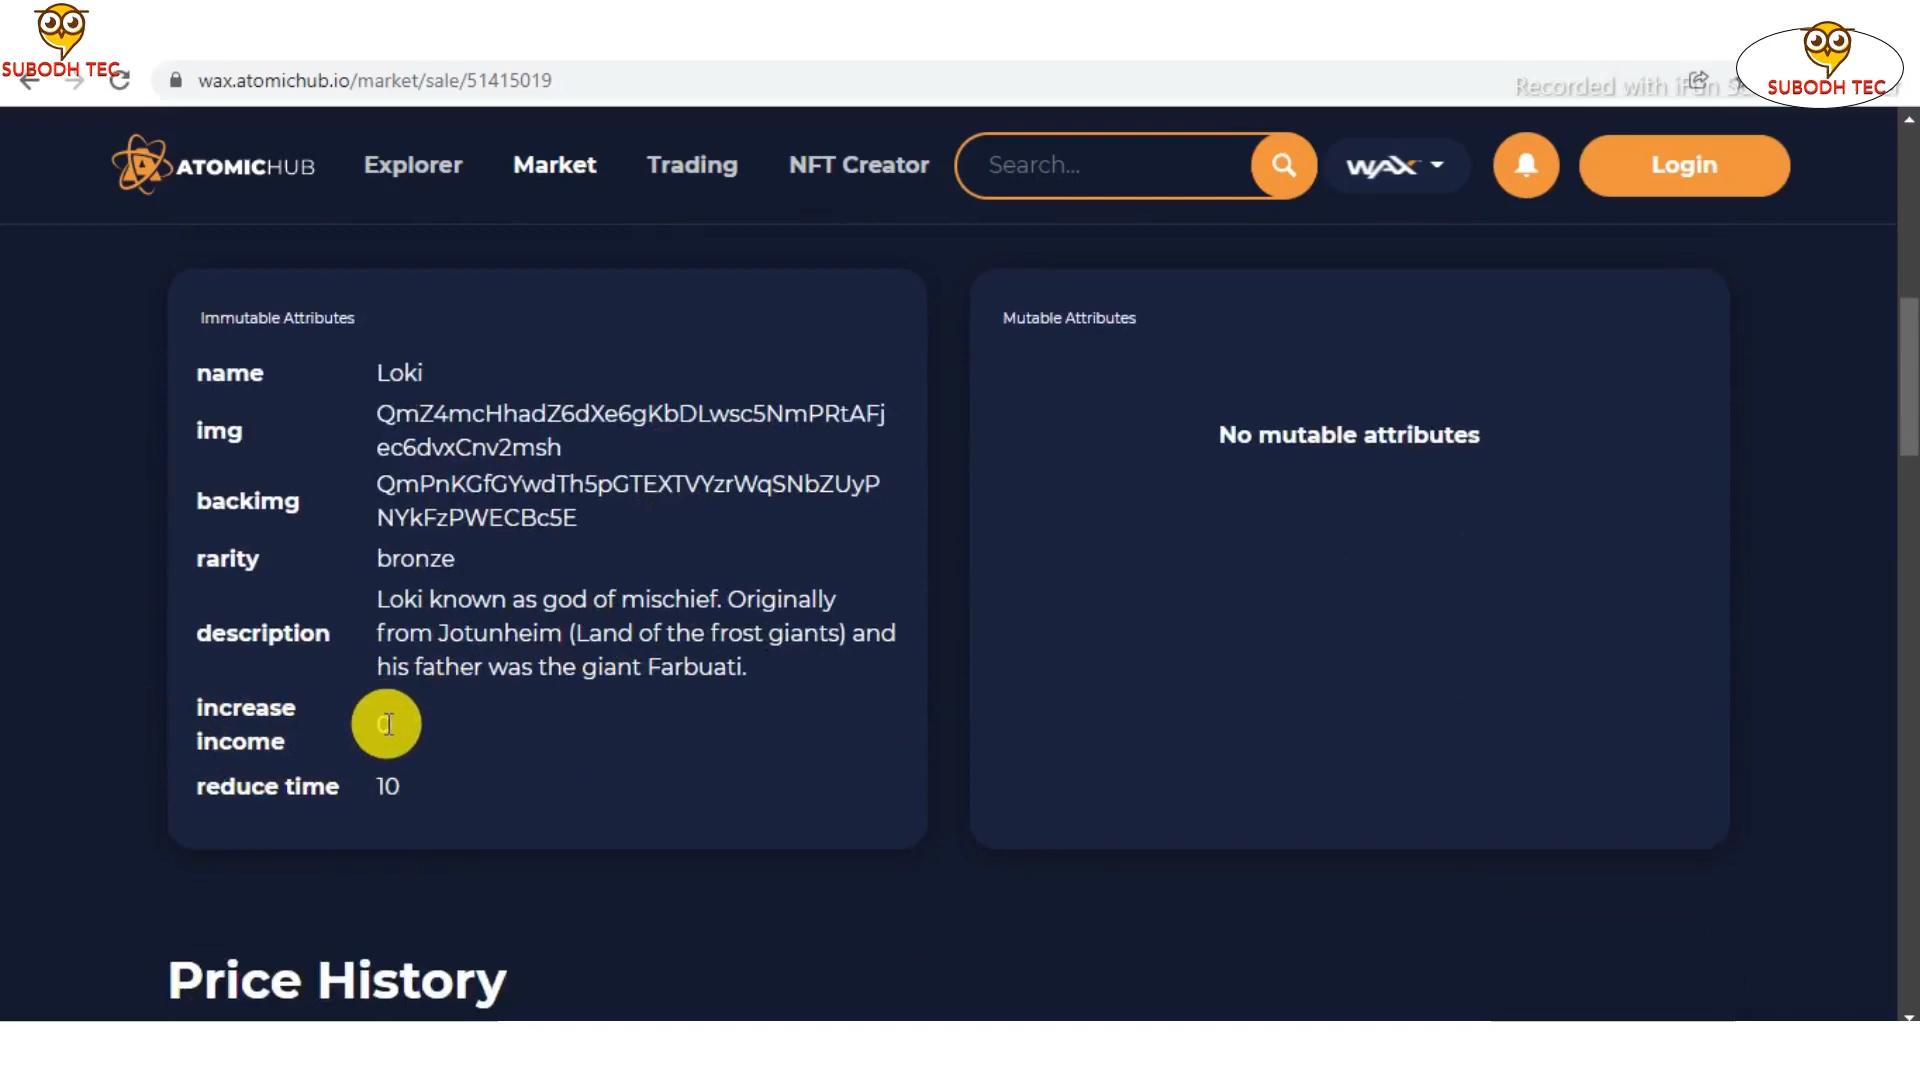 SUBODH TEC
wax.atomichub.io/market/sale/51415019
Recorded with iFun
SUBODH TEC
ATOMICHUB
Explorer
Market
Trading
NFT Creator
Search...
WAX
Login
Immutable Attributes
name
Loki
img
QmZ4mcHhadZ6dXe6gKbDLwsc5NmPRtAFj
ec6dvxCnv2msh
backimg
QmPnKGfGYwdTh5pGTEXTVYzrWqSNbZUyP
NYkFzPWECBc5E
rarity
bronze
description
Loki known as god of mischief. Originally
from Jotunheim (Land of the frost giants) and
his father was the giant Farbuati.
increase
income
reduce time
10
Mutable Attributes
No mutable attributes
Price History